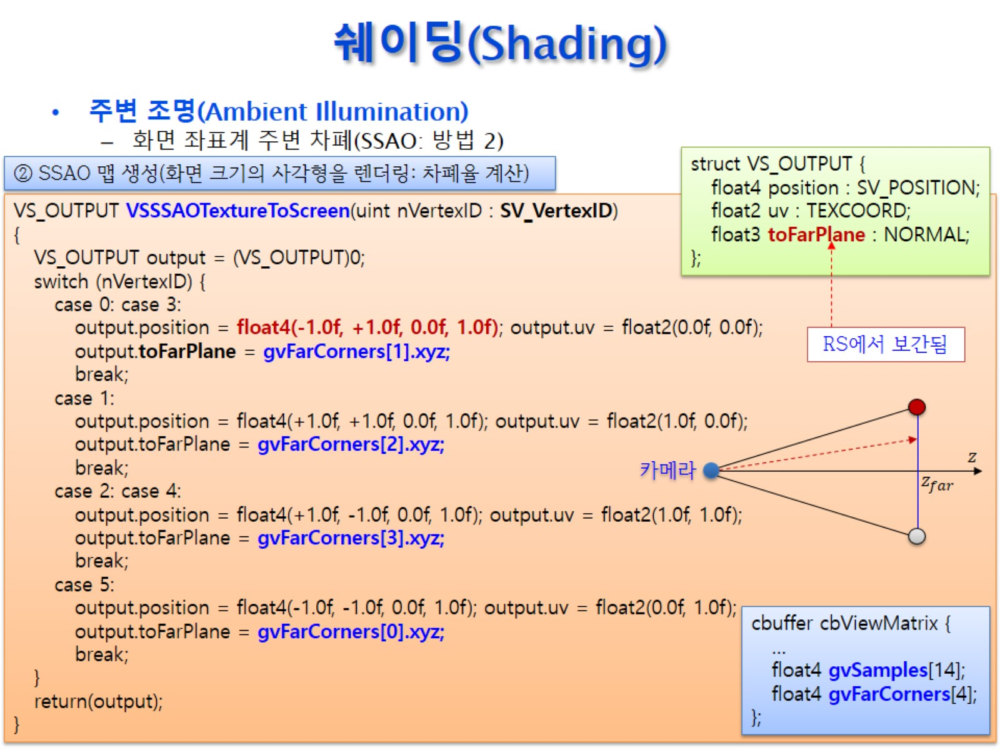 쉐이딩(Shading)
• 주변 조명(Ambient Illumination)
– 화면 좌표계 주변 차폐(SSAO: 방법 2)
② SSAO 맵 생성(화면 크기의 사각형을 렌더링: 차폐율 계산)
VS_OUTPUT VSSSAOTextureToScreen(uint nVertexID : SV_VertexID)
{
VS_OUTPUT output = (VS_OUTPUT)0;
switch (nVertexID) {
case 0: case 3:
output.position = float4(-1.0f, +1.0f, 0.0f, 1.0f); output.uv = float2(0.0f, 0.0f);
output.toFarPlane = gvFarCorners[1].xyz;
break;
case 1:
output.position = float4(+1.0f, +1.0f, 0.0f, 1.0f); output.uv = float2(1.0f, 0.0f);
output.toFarPlane = gvFarCorners[2].xyz;
break;
case 2: case 4:
output.position = float4(+1.0f, -1.0f, 0.0f, 1.0f); output.uv = float2(1.0f, 1.0f);
output.toFarPlane = gvFarCorners[3].xyz;
break;
case 5:
output.position = float4(-1.0f, -1.0f, 0.0f, 1.0f); output.uv = float2(0.0f, 1.0f);
output.toFarPlane = gvFarCorners[0].xyz;
break;
}
return(output);
}
struct VS_OUTPUT {
float4 position : SV_POSITION;
float2 uv : TEXCOORD;
float3 toFarPlane : NORMAL;
};
RS에서 보간됨
카메라
z
z_far
cbuffer cbViewMatrix {
...
float4 gvSamples[14];
float4 gvFarCorners[4];
};